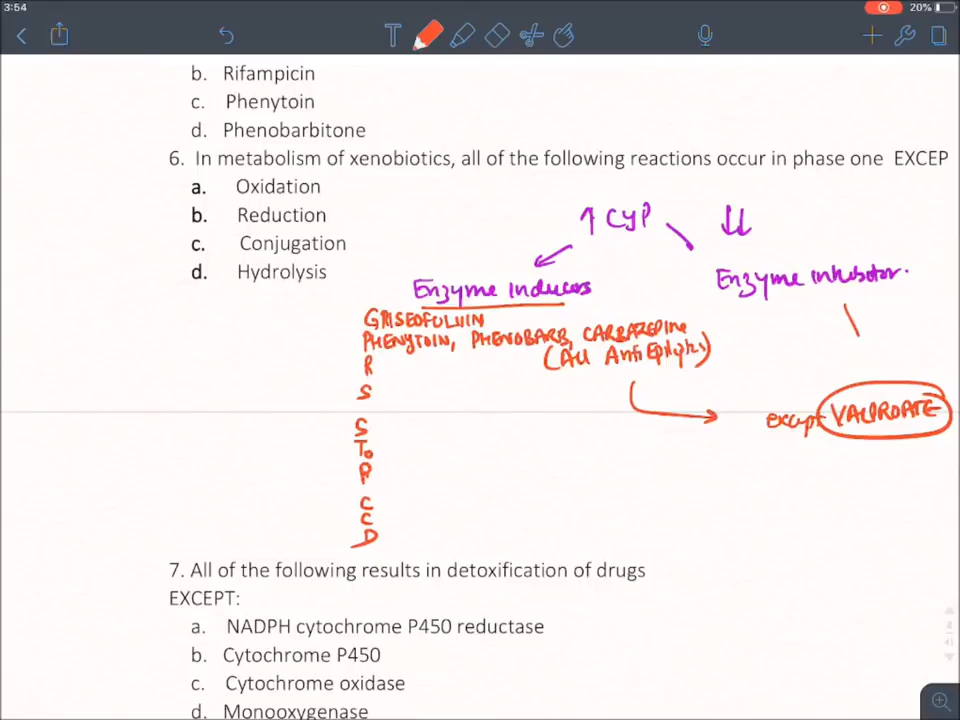 3:54
20%
T
b. Rifampicin
c. Phenytoin
d. Phenobarbitone
6. In metabolism of xenobiotics, all of the following reactions occur in phase one EXCEP
a. Oxidation
b. Reduction
c. Conjugation
d. Hydrolysis
↑ CYP ↓↓
Enzyme Inducers
Enzyme Inhibitor.
GRISEOFULVIN
PHENYTOIN, PHENOBARB, CARBAZEPINE
(All Anti Epileptics)
R
S
except VALPROATE
S
To
P
C
C
D
7. All of the following results in detoxification of drugs
EXCEPT:
a. NADPH cytochrome P450 reductase
b. Cytochrome P450
c. Cytochrome oxidase
d. Monooxygenase